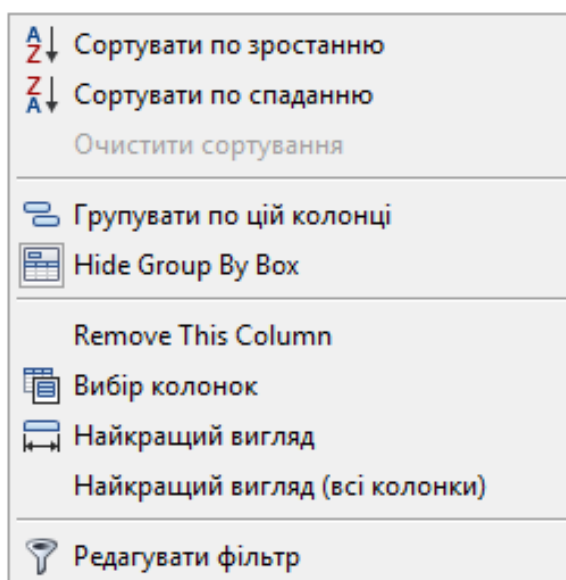 Сортувати по зростанню
Сортувати по спаданню
Очистити сортування
Групувати по цій колонці
Hide Group By Box
Remove This Column
Вибір колонок
Найкращий вигляд
Найкращий вигляд (всі колонки)
Редагувати фільтр